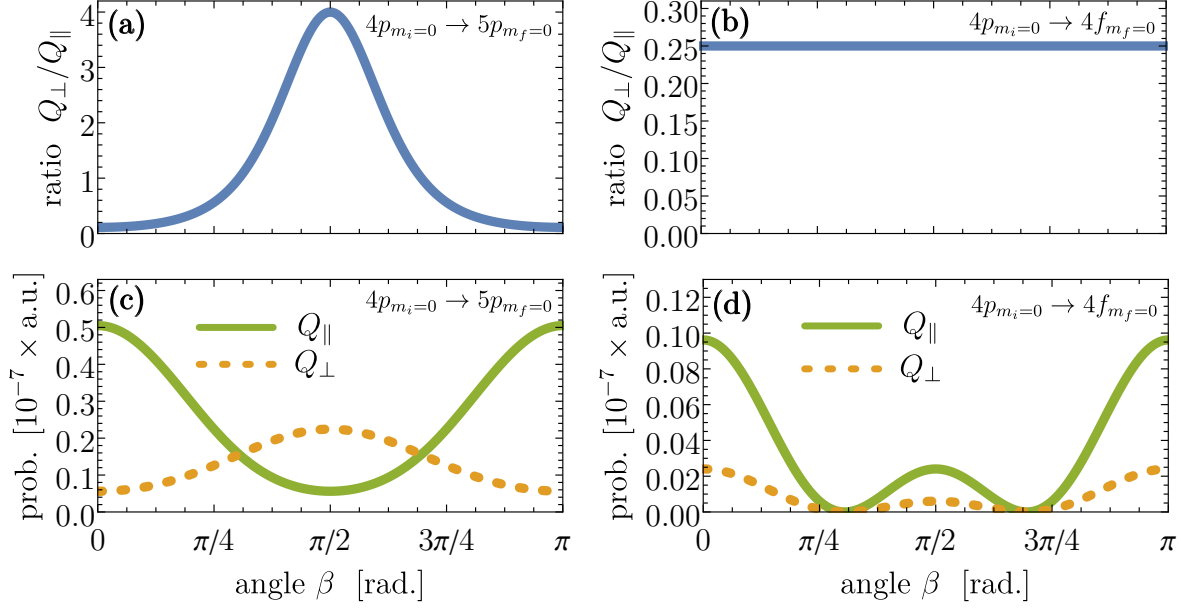 (a) 4p_{m_i=0} → 5p_{m_f=0}
ratio Q_⊥/Q_∥
4
3
2
1
0
(b) 4p_{m_i=0} → 4f_{m_f=0}
ratio Q_⊥/Q_∥
0.30
0.25
0.20
0.15
0.10
0.05
0.00
(c) 4p_{m_i=0} → 5p_{m_f=0}
prob. [10^{-7} × a.u.]
0.6
0.5
0.4
0.3
0.2
0.1
0.0
Q_∥
Q_⊥
0 π/4 π/2 3π/4 π
angle β [rad.]
(d) 4p_{m_i=0} → 4f_{m_f=0}
prob. [10^{-7} × a.u.]
0.12
0.10
0.08
0.06
0.04
0.02
0.00
Q_∥
Q_⊥
0 π/4 π/2 3π/4 π
angle β [rad.]